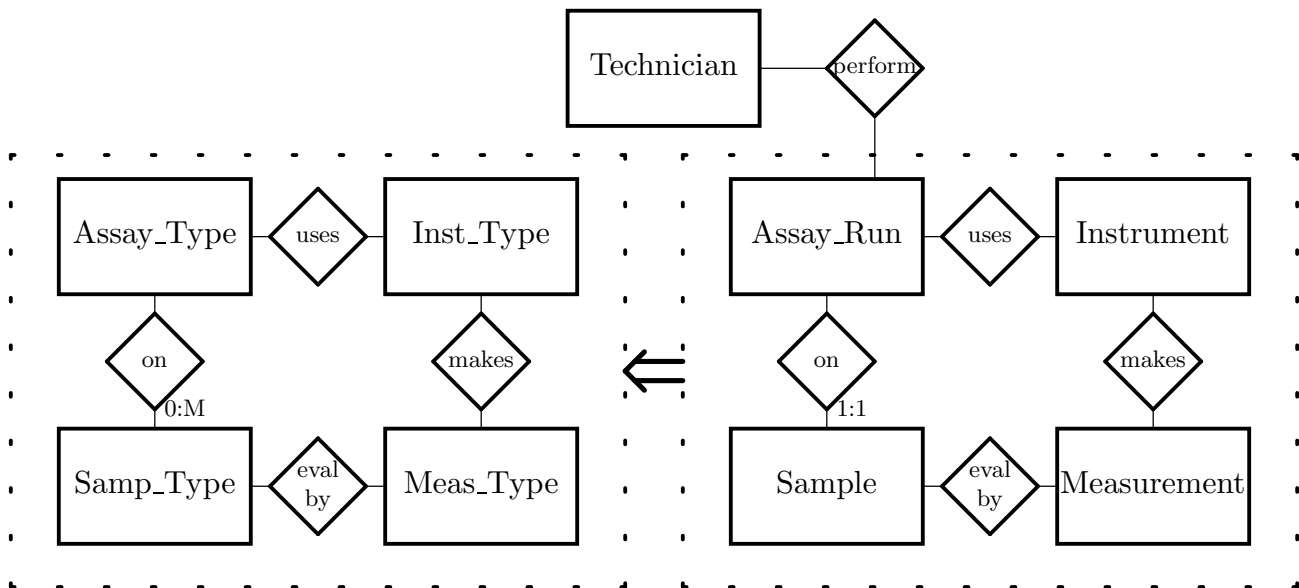 Technician
perform
Assay_Type
uses
Inst_Type
Assay_Run
uses
Instrument
on
makes
on
makes
0:M
1:1
Samp_Type
eval
by
Meas_Type
Sample
eval
by
Measurement